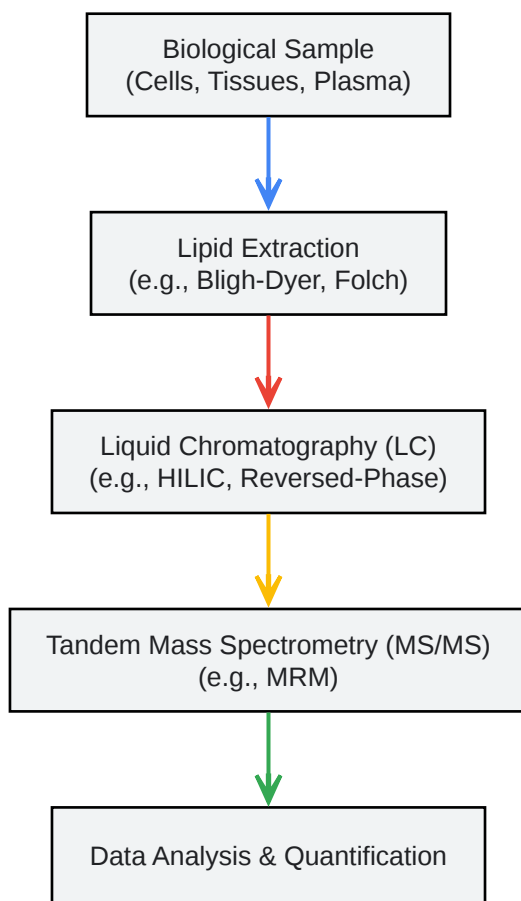 Biological Sample
(Cells, Tissues, Plasma)
Lipid Extraction
(e.g., Bligh-Dyer, Folch)
Liquid Chromatography (LC)
(e.g., HILIC, Reversed-Phase)
Tandem Mass Spectrometry (MS/MS)
(e.g., MRM)
Data Analysis & Quantification